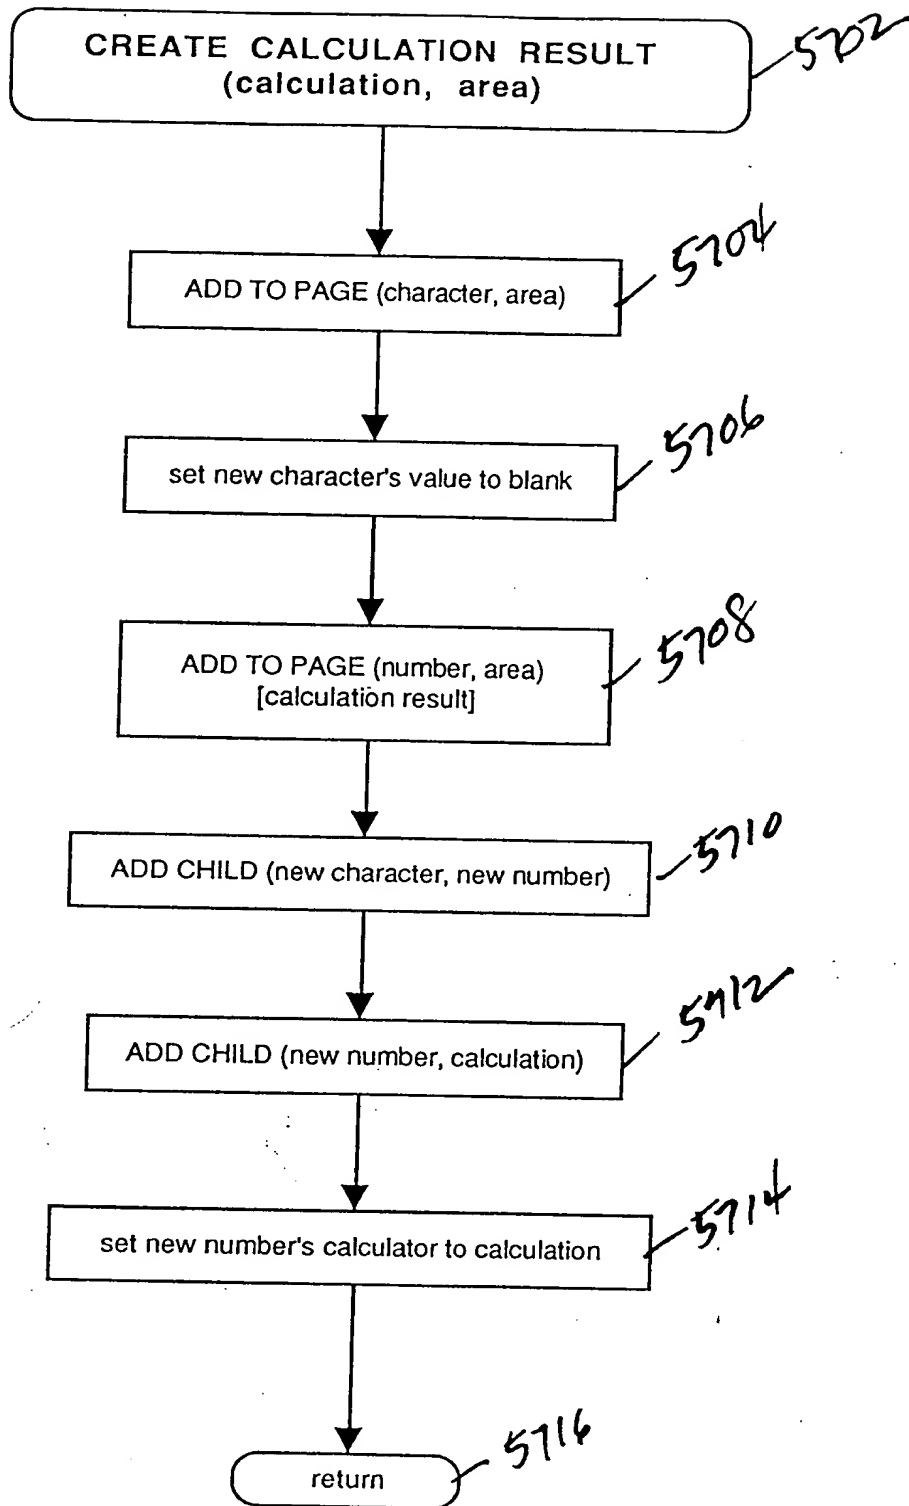 CREATE CALCULATION RESULT
(calculation, area)
5702
ADD TO PAGE (character, area)
5704
set new character's value to blank
5706
ADD TO PAGE (number, area)
[calculation result]
5708
ADD CHILD (new character, new number)
5710
ADD CHILD (new number, calculation)
5712
set new number's calculator to calculation
5714
return
5716